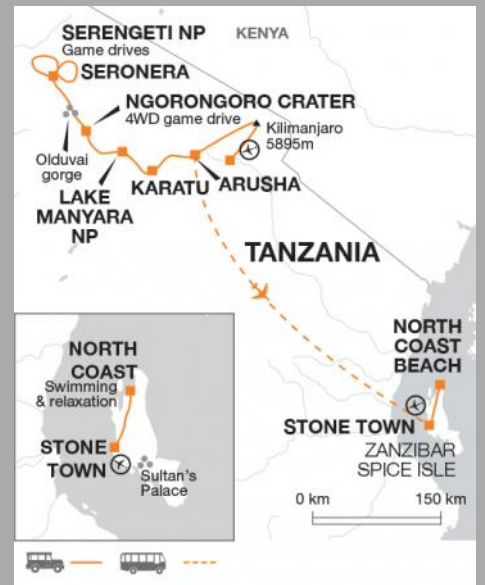 SERENGETI NP
Game drives
KENYA
SERONERA
NGORONGORO CRATER
4WD game drive
Kilimanjaro
5895m
Olduvai
gorge
LAKE
MANYARA
NP
KARATU
ARUSHA
TANZANIA
NORTH
COAST
BEACH
STONE TOWN
ZANZIBAR
SPICE ISLE
0 km
150 km
NORTH
COAST
Swimming
& relaxation
STONE
TOWN
Sultan's
Palace